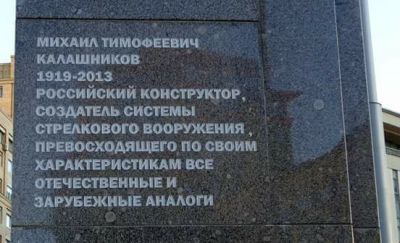 МИХАИЛ ТИМОФЕЕВИЧ
КАЛАШНИКОВ
1919-2013
РОССИЙСКИЙ КОНСТРУКТОР,
СОЗДАТЕЛЬ СИСТЕМЫ
СТРЕЛКОВОГО ВООРУЖЕНИЯ
ПРЕВОСХОДЯЩЕГО ПО СВОИМ
ХАРАКТЕРИСТИКАМ ВСЕ
ОТЕЧЕСТВЕННЫЕ И
ЗАРУБЕЖНЫЕ АНАЛОГИ